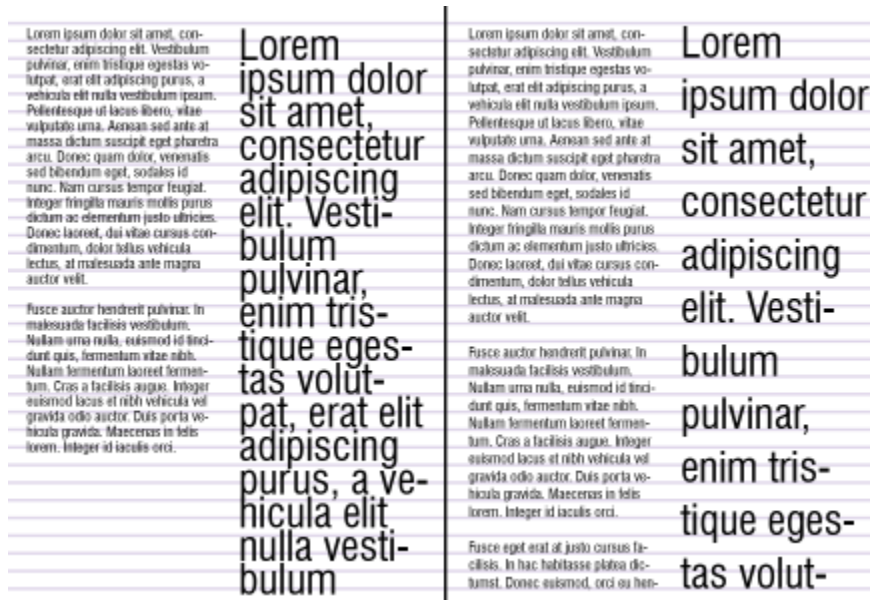 Lorem ipsum dolor sit amet, con-
sectetur adipiscing elit. Vestibulum
pulvinar, enim tristique egestas vo-
lutpat, erat elit adipiscing purus, a
vehicula elit nulla vestibulum ipsum.
Pellentesque ut lacus libero, vitae
vulputate urna. Aenean sed ante at
massa dictum suscipit eget pharetra
arcu. Donec quam dolor, venenatis
sed bibendum eget, sodales id
nunc. Nam cursus tempor feugiat.
Integer fringilla mauris mollis purus
dictum ac elementum justo ultricies.
Donec laoreet, dui vitae cursus con-
dimentum, dolor tellus vehicula
lectus, at malesuada ante magna
auctor velit.
Fusce auctor hendrerit pulvinar. In
malesuada facilisis vestibulum.
Nullam urna nulla, euismod id tinci-
dunt quis, fermentum vitae nibh.
Nullam fermentum laoreet fermen-
tum. Cras a facilisis augue. Integer
euismod lacus et nibh vehicula vel
gravida odio auctor. Duis porta ve-
hicula gravida. Maecenas in felis
lorem. Integer id iaculis orci.
Lorem
ipsum dolor
sit amet,
consectetur
adipiscing
elit. Vesti-
bulum
pulvinar,
enim tris-
tique eges-
tas volut-
pat, erat elit
adipiscing
purus, a ve-
hicula elit
nulla vesti-
bulum
Lorem ipsum dolor sit amet, con-
sectetur adipiscing elit. Vestibulum
pulvinar, enim tristique egestas vo-
lutpat, erat elit adipiscing purus, a
vehicula elit nulla vestibulum ipsum.
Pellentesque ut lacus libero, vitae
vulputate urna. Aenean sed ante at
massa dictum suscipit eget pharetra
arcu. Donec quam dolor, venenatis
sed bibendum eget, sodales id
nunc. Nam cursus tempor feugiat.
Integer fringilla mauris mollis purus
dictum ac elementum justo ultricies.
Donec laoreet, dui vitae cursus con-
dimentum, dolor tellus vehicula
lectus, at malesuada ante magna
auctor velit.
Fusce auctor hendrerit pulvinar. In
malesuada facilisis vestibulum.
Nullam urna nulla, euismod id tinci-
dunt quis, fermentum vitae nibh.
Nullam fermentum laoreet fermen-
tum. Cras a facilisis augue. Integer
euismod lacus et nibh vehicula vel
gravida odio auctor. Duis porta ve-
hicula gravida. Maecenas in felis
lorem. Integer id iaculis orci.
Fusce eget erat at justo cursus fa-
cilisis. In hac habitasse platea dic-
tumst. Donec euismod, orci eu hen-
Lorem
ipsum dolor
sit amet,
consectetur
adipiscing
elit. Vesti-
bulum
pulvinar,
enim tris-
tique eges-
tas volut-